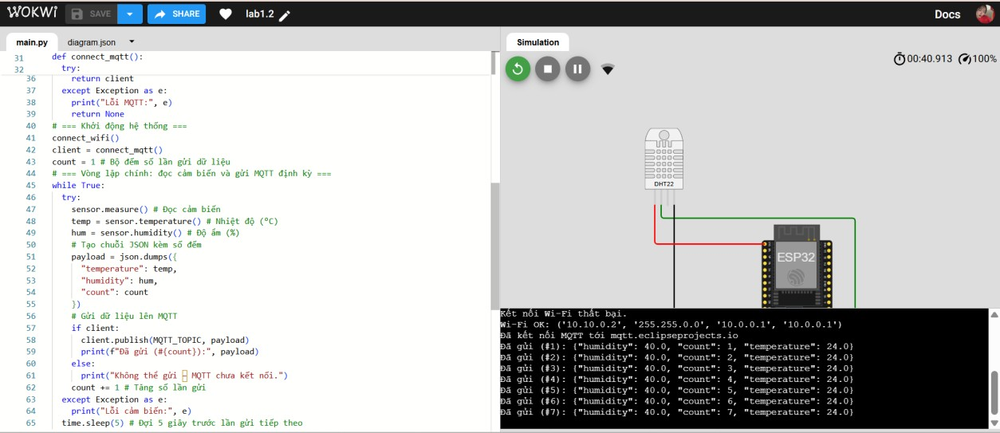 WOKWI SAVE SHARE lab1.2 Docs
main.py diagram.json
Simulation
00:40.913 100%
31 def connect_mqtt():
32 try:
36 return client
37 except Exception as e:
38 print("Lỗi MQTT:", e)
39 return None
40 # === Khởi động hệ thống ===
41 connect_wifi()
42 client = connect_mqtt()
43 count = 1 # Bộ đếm số lần gửi dữ liệu
44 # === Vòng lặp chính: đọc cảm biến và gửi MQTT định kỳ ===
45 while True:
46 try:
47 sensor.measure() # Đọc cảm biến
48 temp = sensor.temperature() # Nhiệt độ (°C)
49 hum = sensor.humidity() # Độ ẩm (%)
50 # Tạo chuỗi JSON kèm số đếm
51 payload = json.dumps({
52 "temperature": temp,
53 "humidity": hum,
54 "count": count
55 })
56 # Gửi dữ liệu lên MQTT
57 if client:
58 client.publish(MQTT_TOPIC, payload)
59 print(f"Đã gửi (#{count}):", payload)
60 else:
61 print("Không thể gửi – MQTT chưa kết nối.")
62 count += 1 # Tăng số lần gửi
63 except Exception as e:
64 print("Lỗi cảm biến:", e)
65 time.sleep(5) # Đợi 5 giây trước lần gửi tiếp theo
DHT22
ESP32
Kết nối Wi-Fi thất bại.
Wi-Fi OK: ('10.10.0.2', '255.255.0.0', '10.0.0.1', '10.0.0.1')
Đã kết nối MQTT tới mqtt.eclipseprojects.io
Đã gửi (#1): {"humidity": 40.0, "count": 1, "temperature": 24.0}
Đã gửi (#2): {"humidity": 40.0, "count": 2, "temperature": 24.0}
Đã gửi (#3): {"humidity": 40.0, "count": 3, "temperature": 24.0}
Đã gửi (#4): {"humidity": 40.0, "count": 4, "temperature": 24.0}
Đã gửi (#5): {"humidity": 40.0, "count": 5, "temperature": 24.0}
Đã gửi (#6): {"humidity": 40.0, "count": 6, "temperature": 24.0}
Đã gửi (#7): {"humidity": 40.0, "count": 7, "temperature": 24.0}